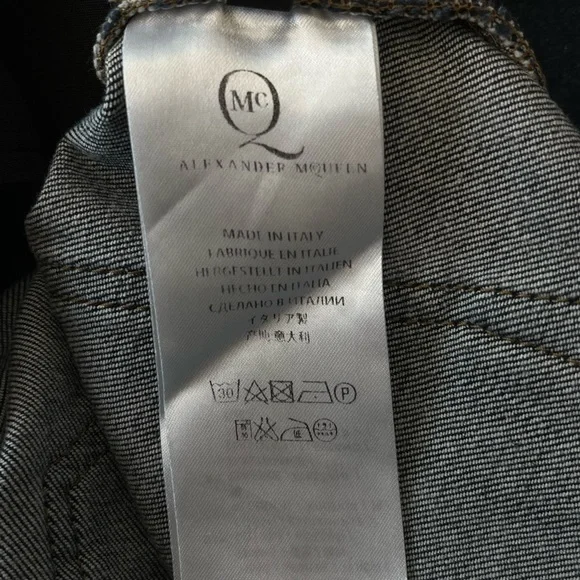 McQ
ALEXANDER McQUEEN
MADE IN ITALY
FABRIQUE EN ITALIE
HERGESTELLT IN ITALIEN
HECHO EN ITALIA
СДЕЛАНО В ИТАЛИИ
イタリア製
产地:意大利
30
P